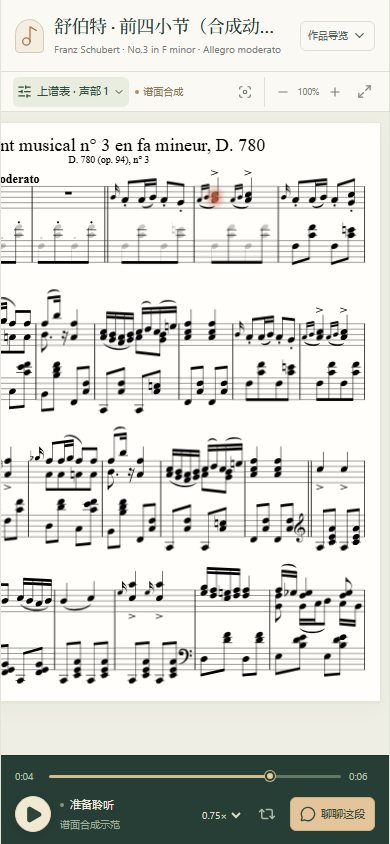 舒伯特 · 前四小节（合成动...
Franz Schubert · No.3 in F minor · Allegro moderato
作品导览
上谱表 · 声部 1
谱面合成
100%
nt musical n° 3 en fa mineur, D. 780
D. 780 (op. 94), n° 3
oderato
0:04
0:06
准备聆听
谱面合成示范
0.75×
聊聊这段